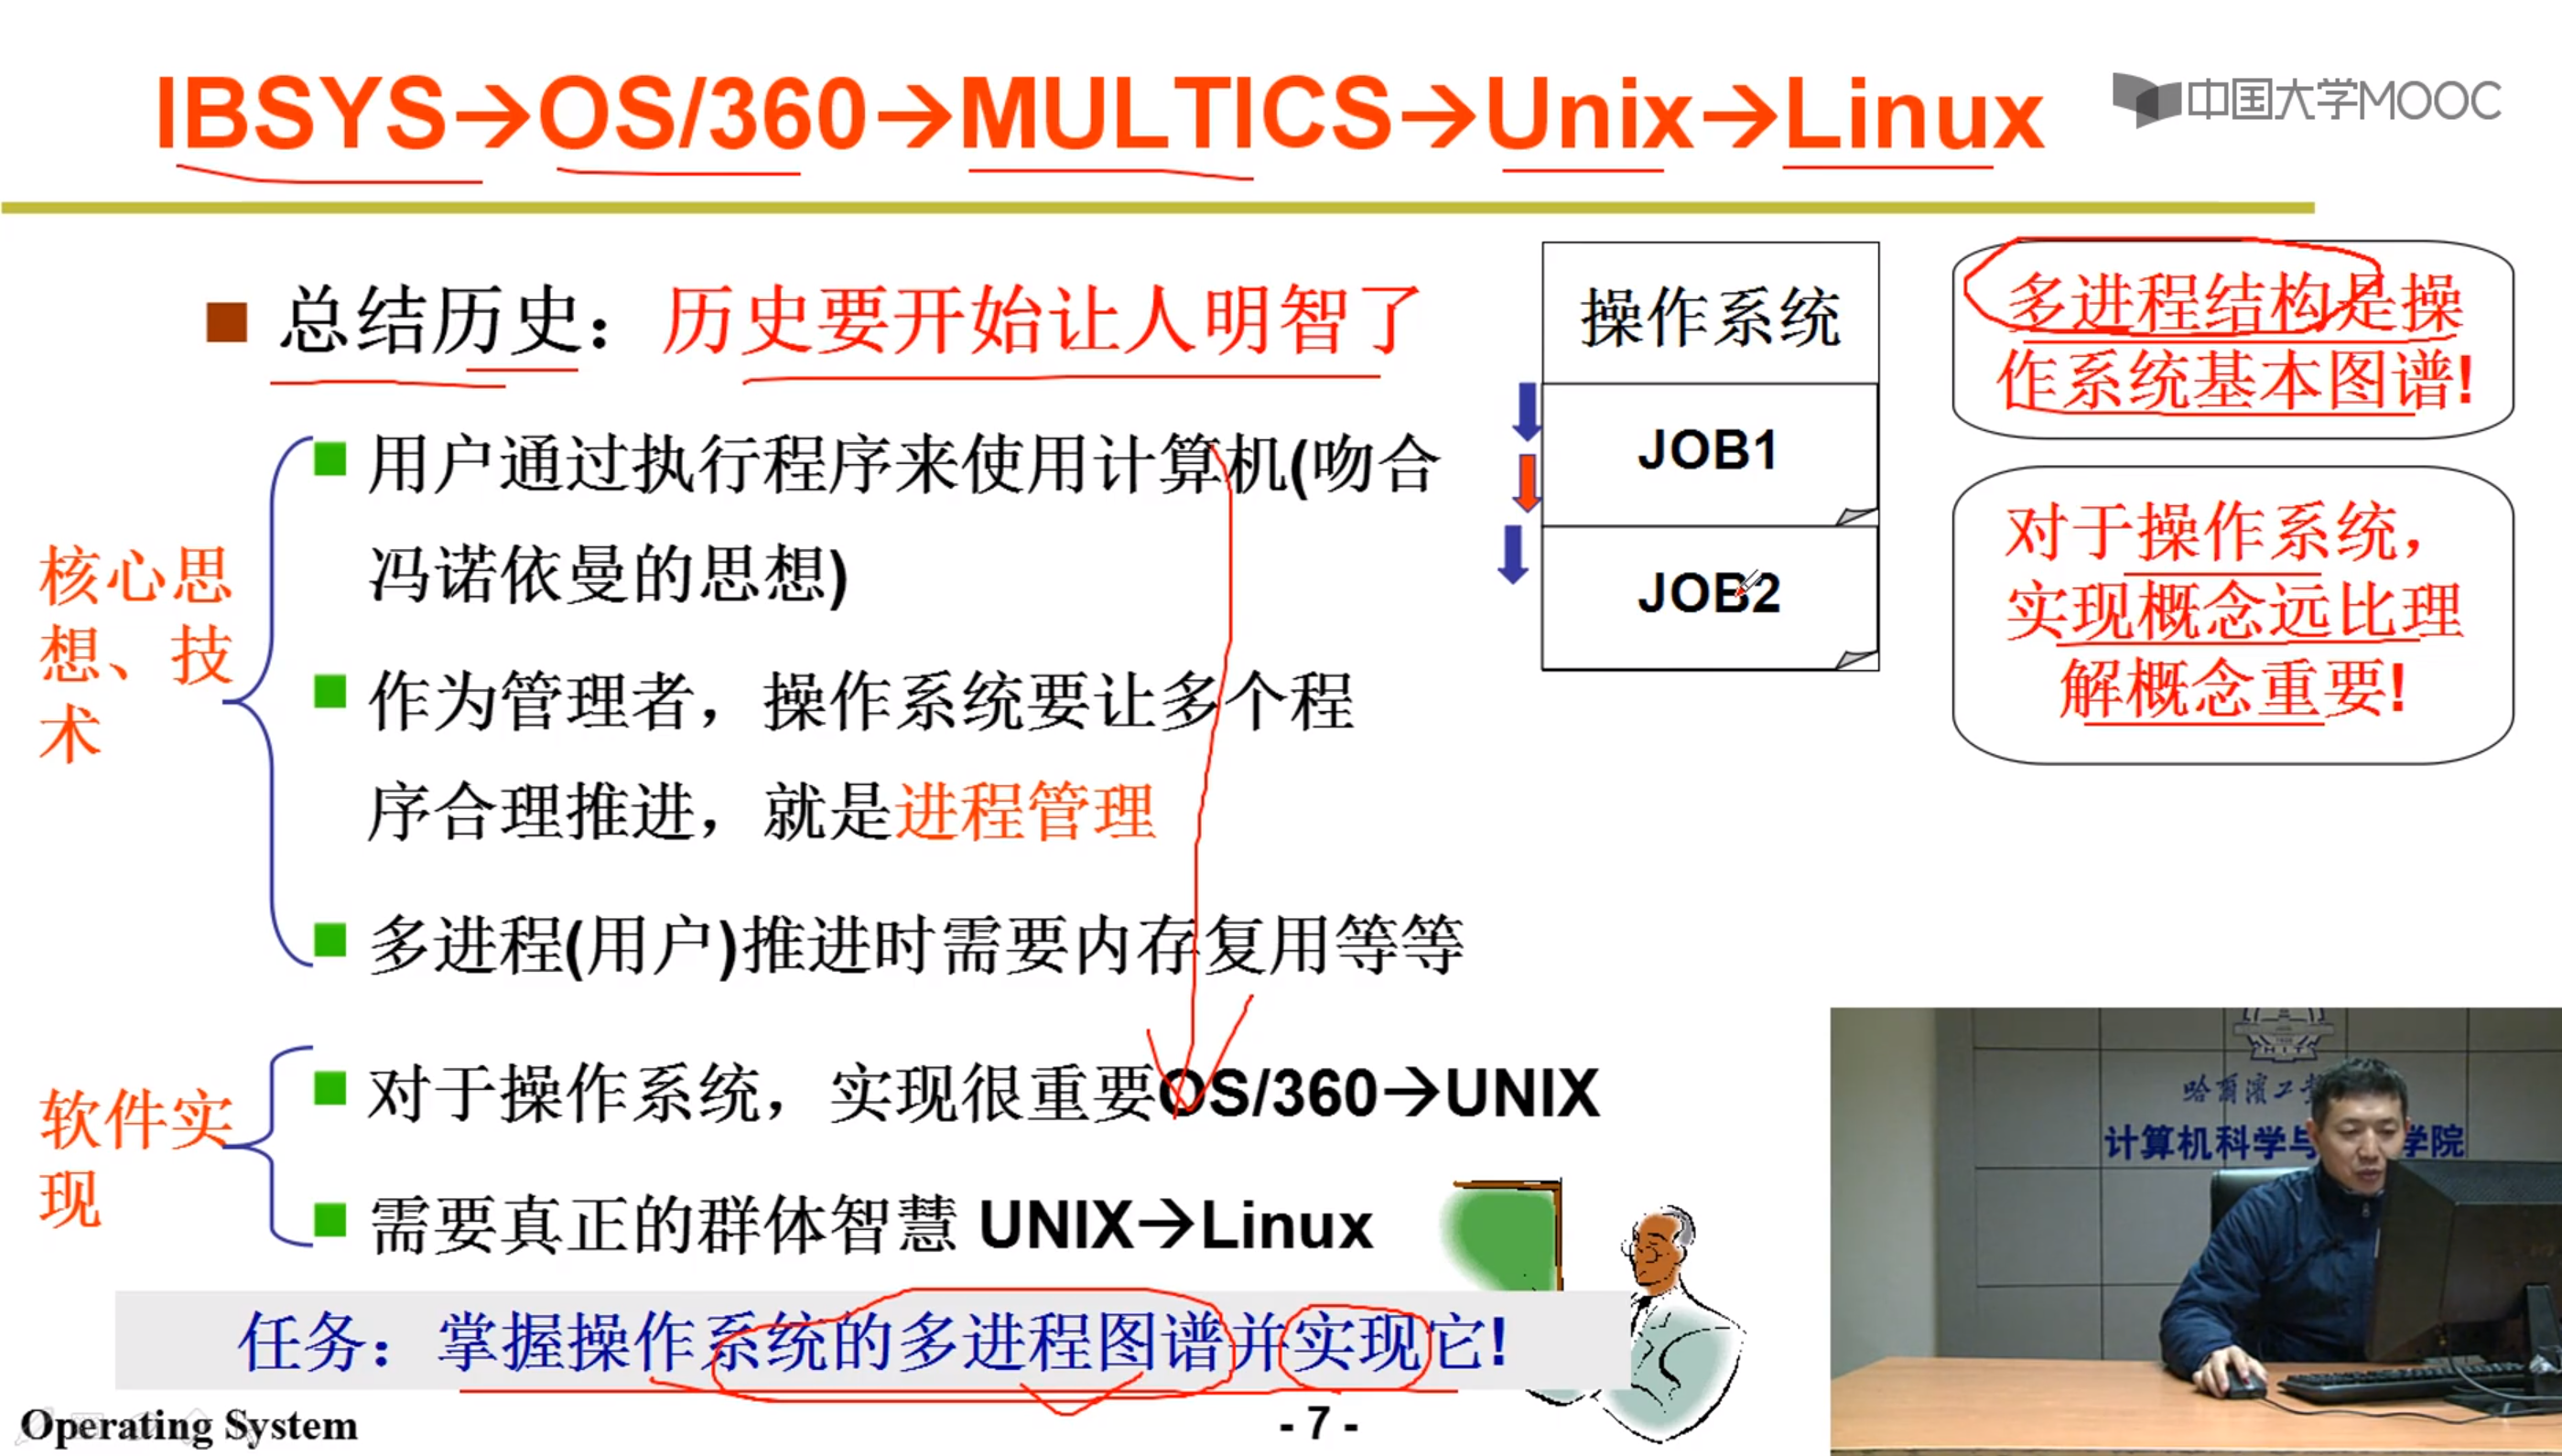 IBSYS→OS/360→MULTICS→Unix→Linux
中国大学MOOC
总结历史：历史要开始让人明智了
核心思
想、技
术
用户通过执行程序来使用计算机(吻合
冯诺依曼的思想)
作为管理者，操作系统要让多个程
序合理推进，就是进程管理
多进程(用户)推进时需要内存复用等等
软件实
现
对于操作系统，实现很重要OS/360→UNIX
需要真正的群体智慧 UNIX→Linux
操作系统
JOB1
JOB2
多进程结构是操
作系统基本图谱!
对于操作系统，
实现概念远比理
解概念重要!
任务：掌握操作系统的多进程图谱并实现它!
Operating System
- 7 -
HIT
哈尔滨工
计算机科学与
学院